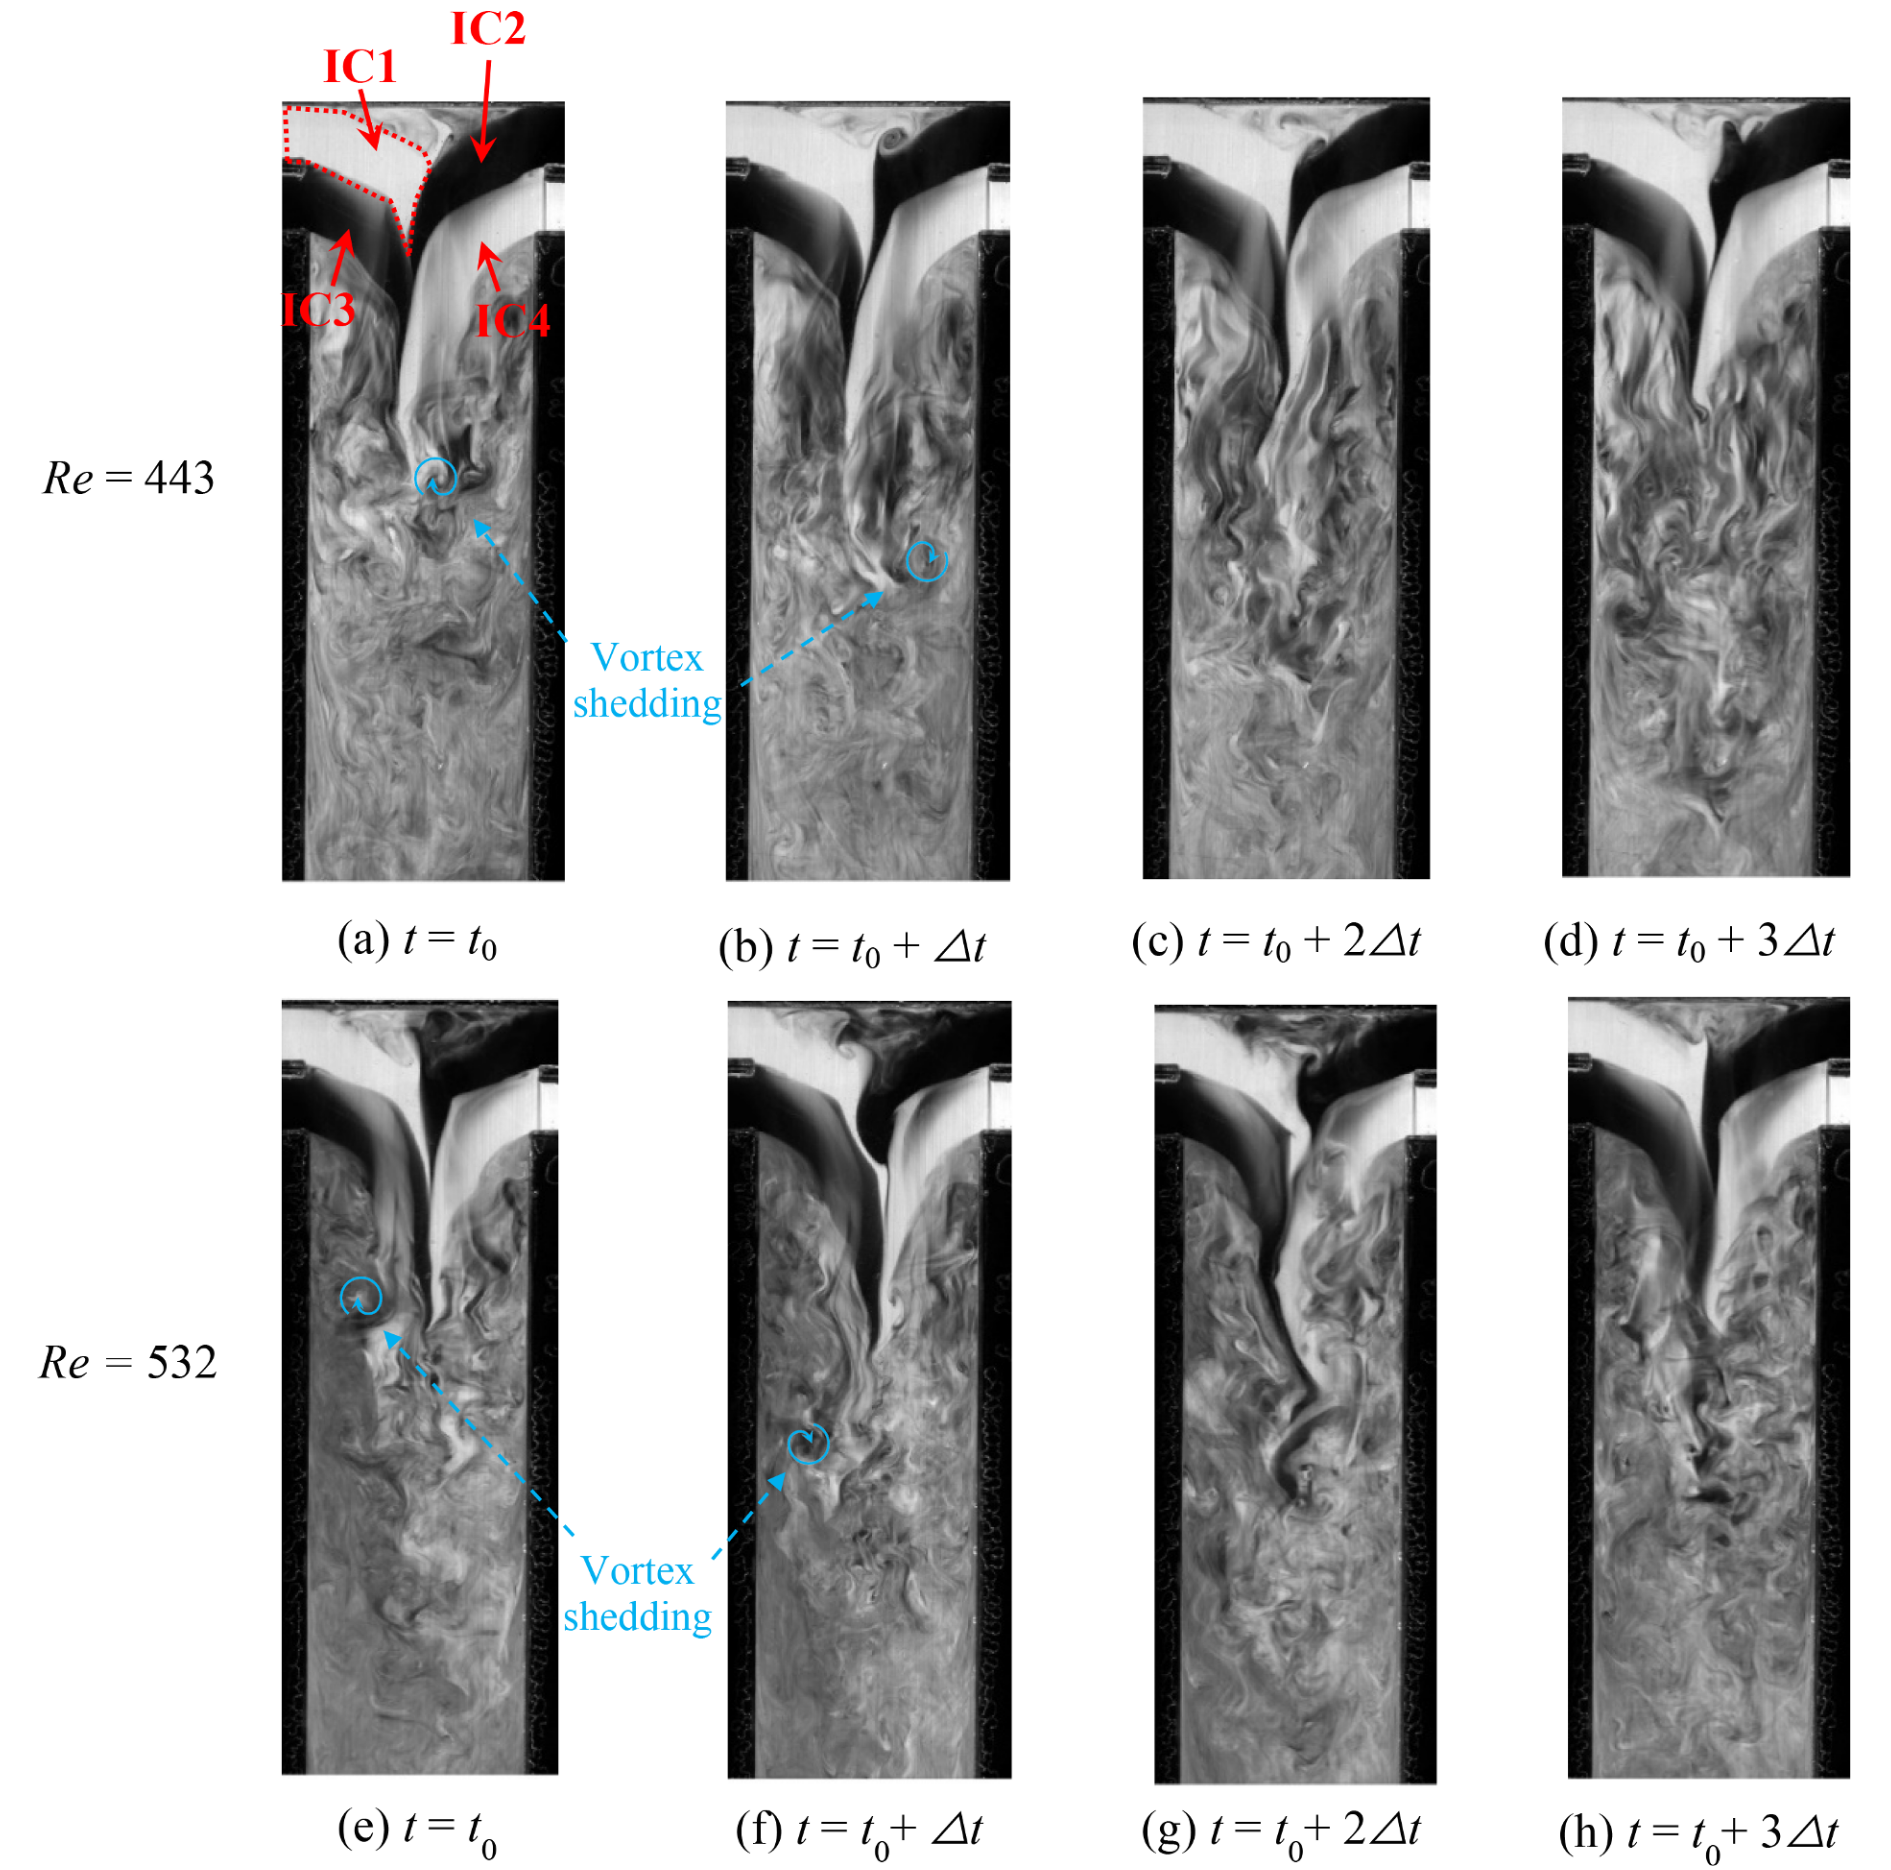 IC2
IC1
IC3
IC4
Re = 443
Vortex
shedding
(a) t = t0
(b) t = t0 + Δt
(c) t = t0 + 2Δt
(d) t = t0 + 3Δt
Re = 532
Vortex
shedding
(e) t = t0
(f) t = t0+ Δt
(g) t = t0+ 2Δt
(h) t = t0+ 3Δt